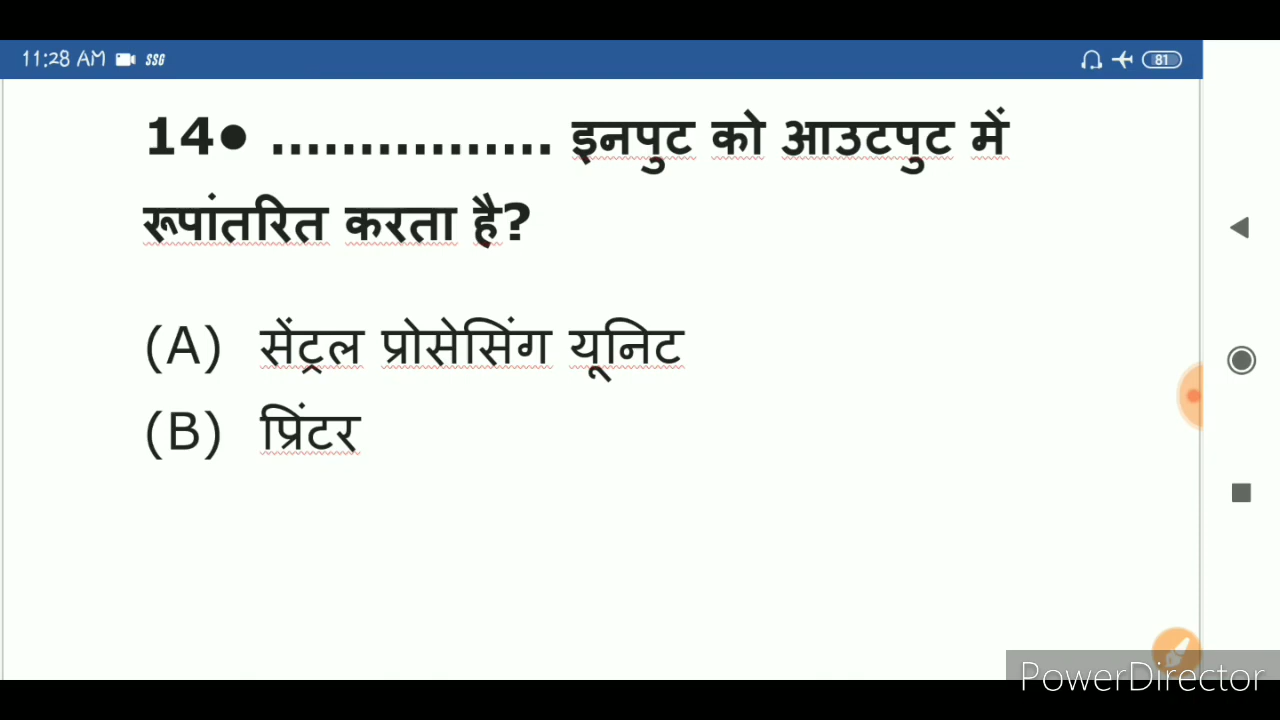 11:28 AM SSG 81
14● ................ इनपुट को आउटपुट में
रूपांतरित करता है?
(A) सेंट्रल प्रोसेसिंग यूनिट
(B) प्रिंटर
PowerDirector